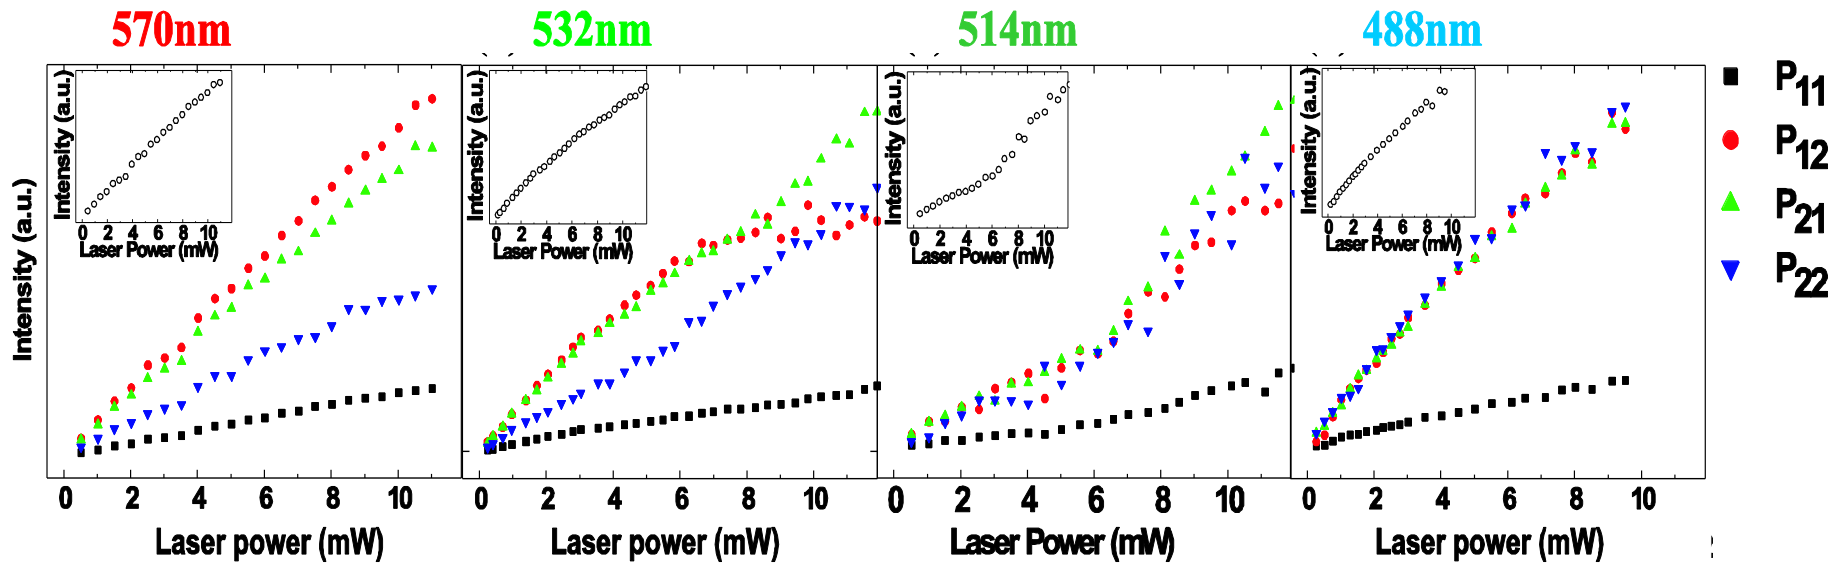 570nm
532nm
514nm
488nm
Intensity (a.u.)
Intensity (a.u.)
0 2 4 6 8 10
Laser Power (mW)
0 2 4 6 8 10
Laser power (mW)
Intensity (a.u.)
0 2 4 6 8 10 12
Laser Power (mW)
0 2 4 6 8 10
Laser power (mW)
Intensity (a.u.)
0 2 4 6 8 10
Laser Power (mW)
0 2 4 6 8 10
Laser Power (mW)
Intensity (a.u.)
0 2 4 6 8 10
Laser Power (mW)
0 2 4 6 8 10
Laser power (mW)
P11
P12
P21
P22